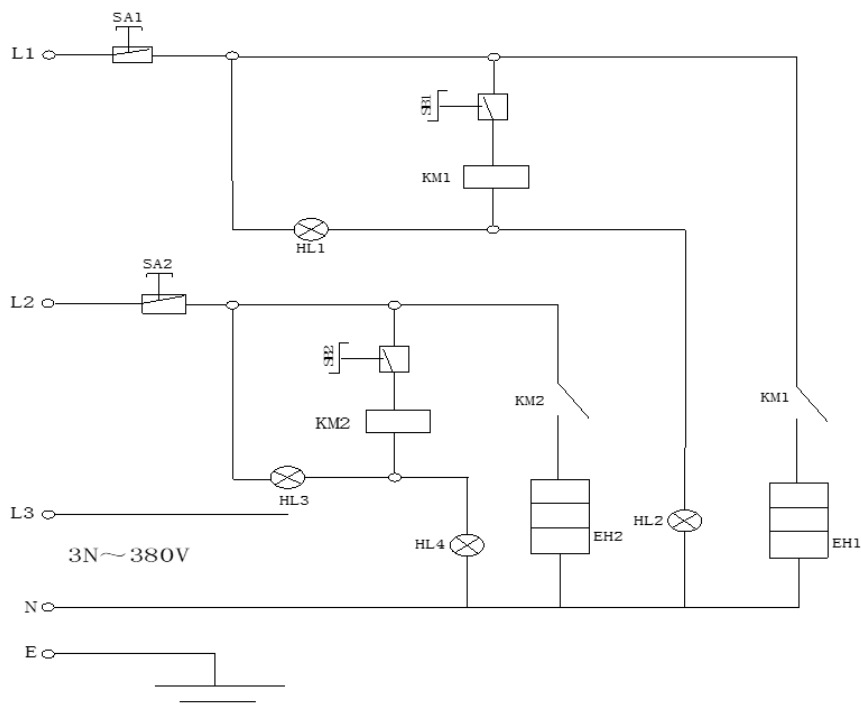 SA1
L1
SB1
KM1
HL1
SA2
L2
SB2
KM2
KM2
KM1
HL3
L3
HL4
HL2
EH2
EH1
3N～380V
N
E